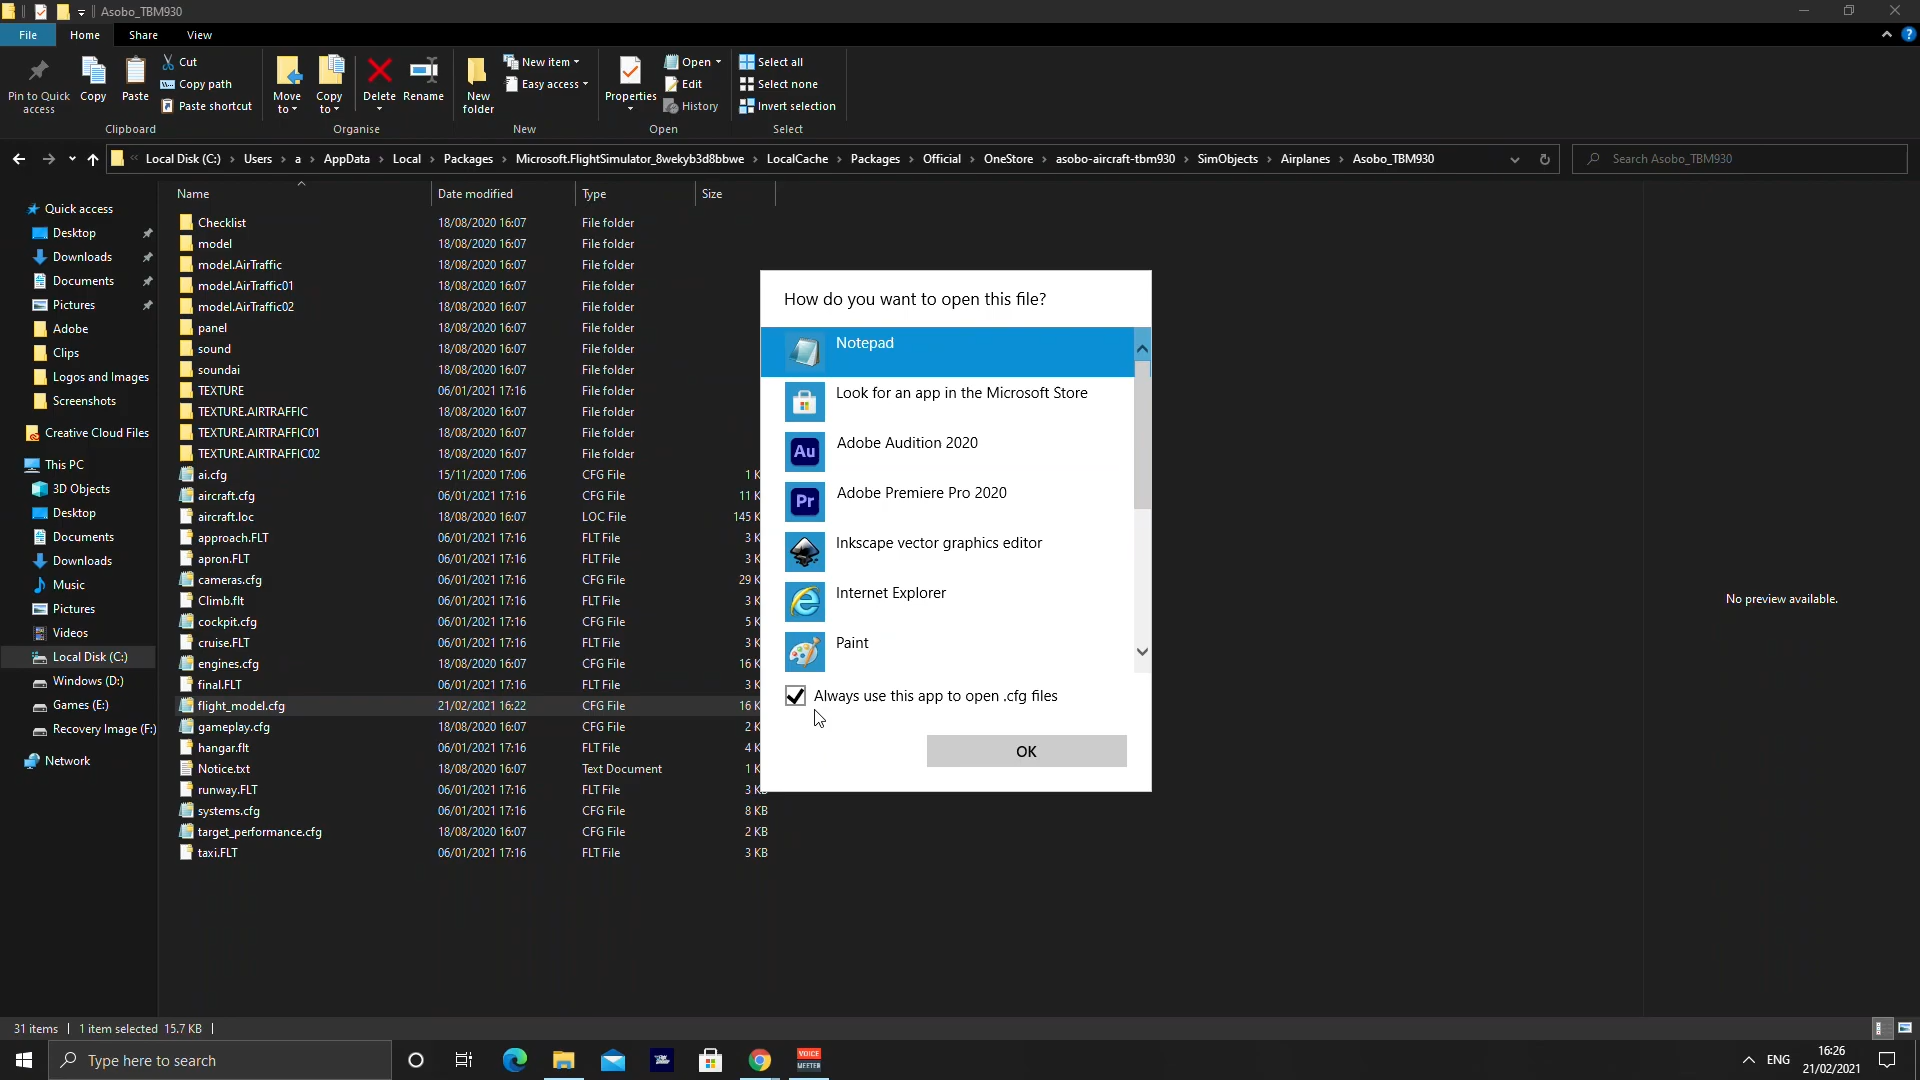 Asobo_TBM930
File Home Share View
Pin to Quick access
Copy
Paste
Cut
Copy path
Paste shortcut
Clipboard
Move to
Copy to
Delete
Rename
Organise
New folder
New item
Easy access
New
Properties
Open
Edit
History
Open
Select all
Select none
Invert selection
Select
Local Disk (C:) Users a AppData Local Packages Microsoft.FlightSimulator_8wekyb3d8bbwe LocalCache Packages Official OneStore asobo-aircraft-tbm930 SimObjects Airplanes Asobo_TBM930
Search Asobo_TBM930
Quick access
Desktop
Downloads
Documents
Pictures
Adobe
Clips
Logos and Images
Screenshots
Creative Cloud Files
This PC
3D Objects
Desktop
Documents
Downloads
Music
Pictures
Videos
Local Disk (C:)
Windows (D:)
Games (E:)
Recovery Image (F:)
Network
Name Date modified Type Size
Checklist 18/08/2020 16:07 File folder
model 18/08/2020 16:07 File folder
model.AirTraffic 18/08/2020 16:07 File folder
model.AirTraffic01 18/08/2020 16:07 File folder
model.AirTraffic02 18/08/2020 16:07 File folder
panel 18/08/2020 16:07 File folder
sound 18/08/2020 16:07 File folder
soundai 18/08/2020 16:07 File folder
TEXTURE 06/01/2021 17:16 File folder
TEXTURE.AIRTRAFFIC 18/08/2020 16:07 File folder
TEXTURE.AIRTRAFFIC01 18/08/2020 16:07 File folder
TEXTURE.AIRTRAFFIC02 18/08/2020 16:07 File folder
ai.cfg 15/11/2020 17:06 CFG File 1 K
aircraft.cfg 06/01/2021 17:16 CFG File 11 K
aircraft.loc 18/08/2020 16:07 LOC File 145 K
approach.FLT 06/01/2021 17:16 FLT File 3 K
apron.FLT 06/01/2021 17:16 FLT File 3 K
cameras.cfg 06/01/2021 17:16 CFG File 29 K
Climb.flt 06/01/2021 17:16 FLT File 3 K
cockpit.cfg 06/01/2021 17:16 CFG File 5 K
cruise.FLT 06/01/2021 17:16 FLT File 3 K
engines.cfg 18/08/2020 16:07 CFG File 16 K
final.FLT 06/01/2021 17:16 FLT File 3 K
flight_model.cfg 21/02/2021 16:22 CFG File 16 K
gameplay.cfg 18/08/2020 16:07 CFG File 2 K
hangar.flt 06/01/2021 17:16 FLT File 4 K
Notice.txt 18/08/2020 16:07 Text Document 1 K
runway.FLT 06/01/2021 17:16 FLT File 3 KB
systems.cfg 06/01/2021 17:16 CFG File 8 KB
target_performance.cfg 18/08/2020 16:07 CFG File 2 KB
taxi.FLT 06/01/2021 17:16 FLT File 3 KB
How do you want to open this file?
Notepad
Look for an app in the Microsoft Store
Au Adobe Audition 2020
Pr Adobe Premiere Pro 2020
Inkscape vector graphics editor
Internet Explorer
Paint
Always use this app to open .cfg files
OK
No preview available.
31 items 1 item selected 15.7 KB
Type here to search
VOICE
MEETER
ENG
16:26
21/02/2021